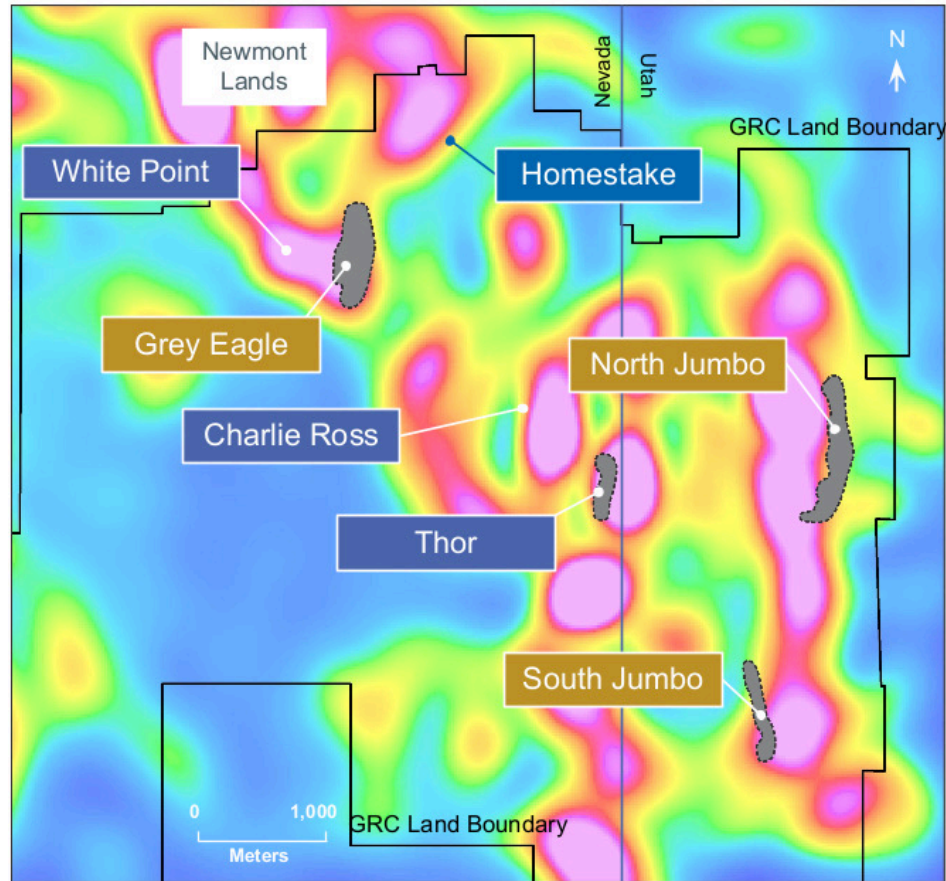 Newmont
Lands
Nevada
Utah
N
GRC Land Boundary
White Point
Homestake
Grey Eagle
North Jumbo
Charlie Ross
Thor
South Jumbo
0 1,000
Meters
GRC Land Boundary